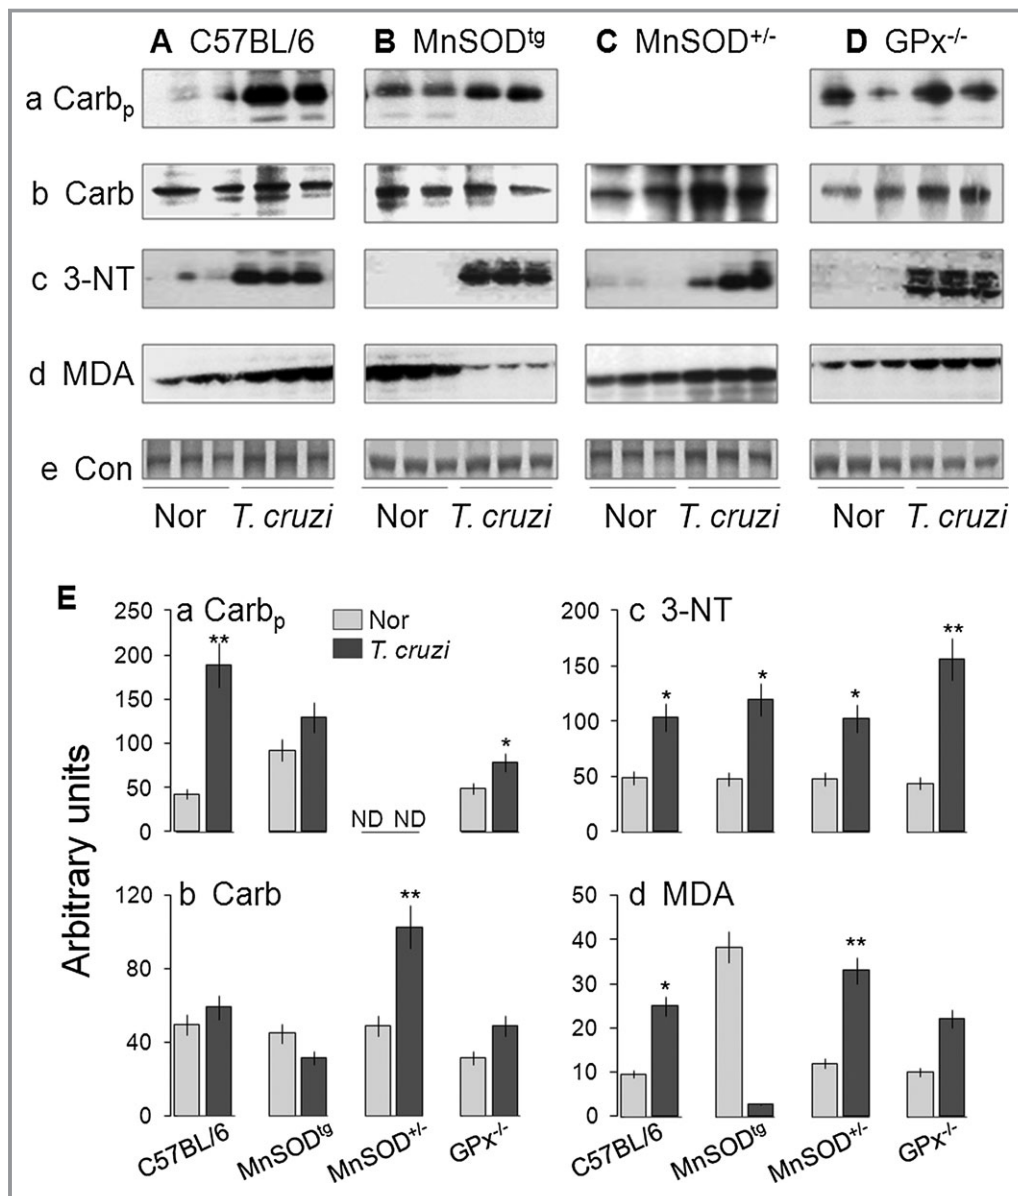 A C57BL/6 B MnSODtg C MnSOD+/- D GPx-/-
a Carbp
b Carb
c 3-NT
d MDA
e Con
Nor T. cruzi Nor T. cruzi Nor T. cruzi Nor T. cruzi
E
Arbitrary units
a Carbp
Nor
T. cruzi
250
200
150
100
50
0
**
ND ND
*
c 3-NT
200
150
100
50
0
*
*
*
**
b Carb
120
80
40
0
**
C57BL/6 MnSODtg MnSOD+/- GPx-/-
d MDA
50
40
30
20
10
0
*
**
C57BL/6 MnSODtg MnSOD+/- GPx-/-